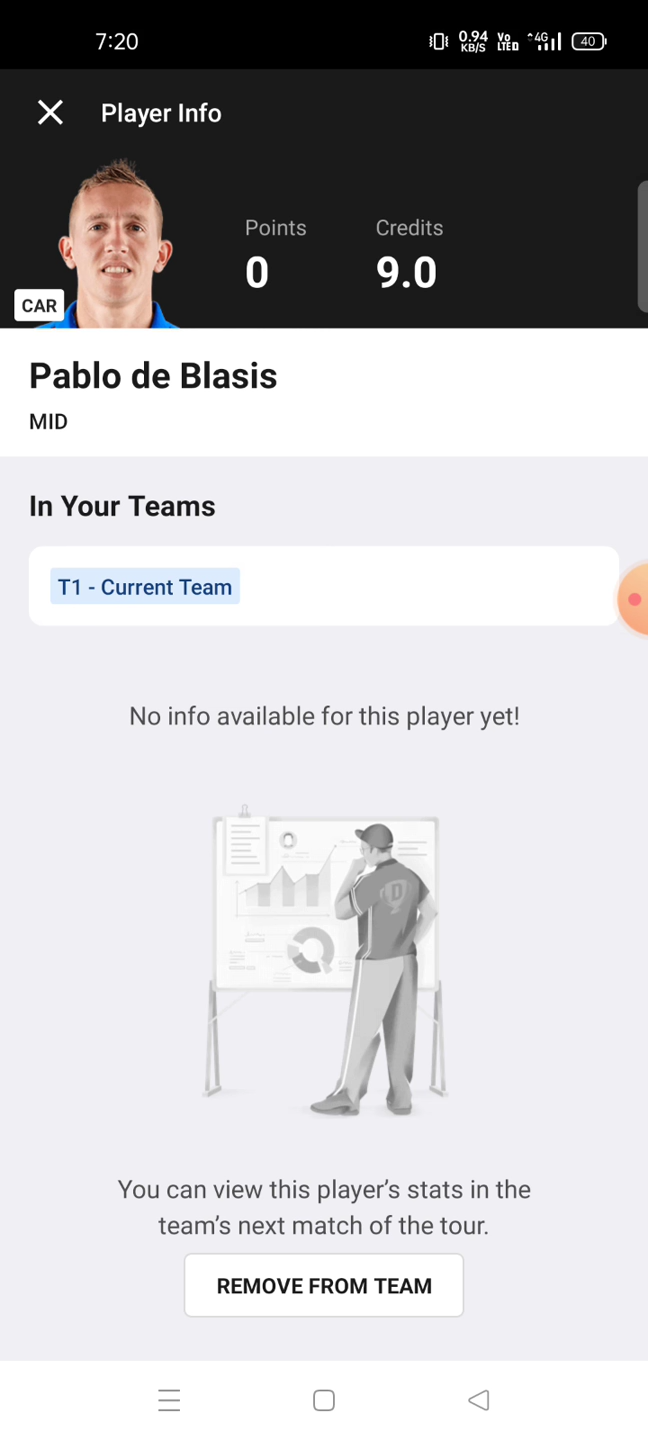 7:20
0.94
KB/S
Vo
LTED
4G
40
Player Info
Points
Credits
0
9.0
CAR
Pablo de Blasis
MID
In Your Teams
T1 - Current Team
No info available for this player yet!
D
You can view this player's stats in the
team's next match of the tour.
REMOVE FROM TEAM